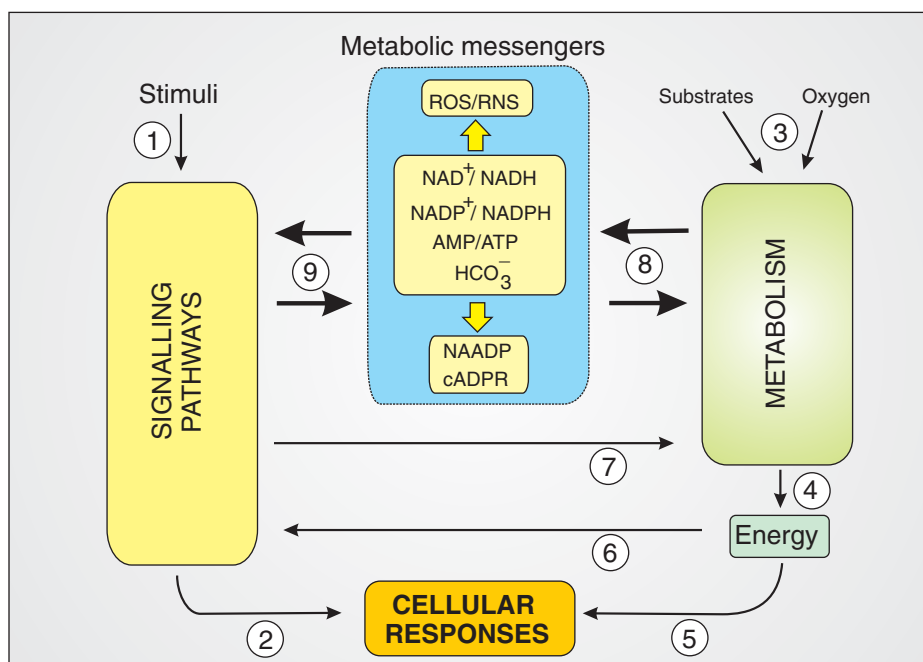 Metabolic messengers
Stimuli
1
ROS/RNS
Substrates
Oxygen
3
NAD⁺/ NADH
NADP⁺/ NADPH
AMP/ATP
HCO₃⁻
9
8
NAADP
cADPR
SIGNALLING
PATHWAYS
METABOLISM
7
4
Energy
6
CELLULAR
RESPONSES
2
5